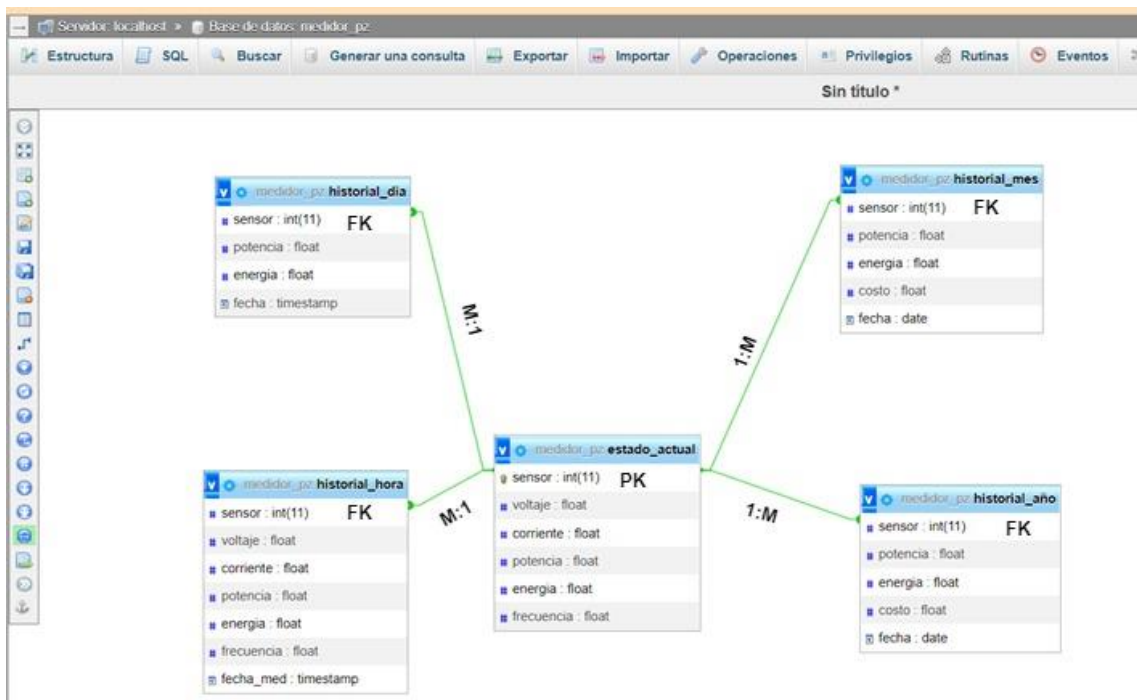 Servidor: localhost » Base de datos: medidor_pz
Estructura SQL Buscar Generar una consulta Exportar Importar Operaciones Privilegios Rutinas Eventos
Sin título *
medidor_pz historial_dia
sensor : int(11) FK
potencia : float
energia : float
fecha : timestamp
medidor_pz historial_mes
sensor : int(11) FK
potencia : float
energia : float
costo : float
fecha : date
M:1
1:M
medidor_pz historial_hora
sensor : int(11) FK
voltaje : float
corriente : float
potencia : float
energia : float
frecuencia : float
fecha_med : timestamp
M:1
medidor_pz estado_actual
sensor : int(11) PK
voltaje : float
corriente : float
potencia : float
energia : float
frecuencia : float
1:M
medidor_pz historial_año
sensor : int(11) FK
potencia : float
energia : float
costo : float
fecha : date